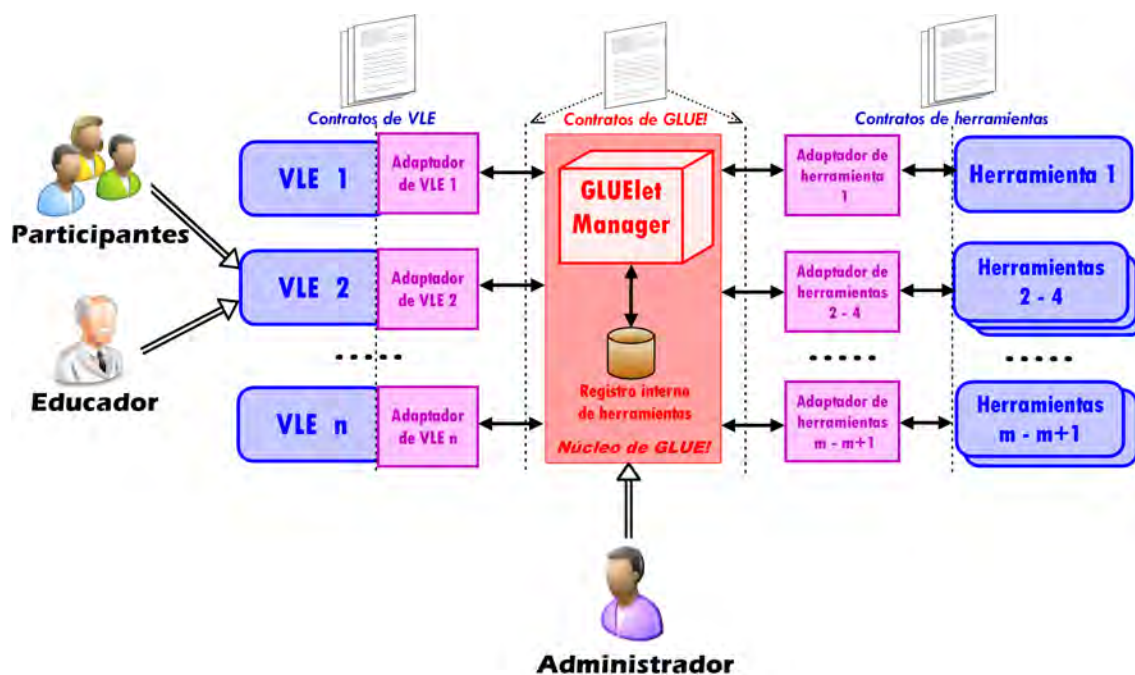 Contratos de VLE
Contratos de GLUE!
Contratos de herramientas
Participantes
Educador
VLE 1
Adaptador
de VLE 1
VLE 2
Adaptador
de VLE 2
.....
VLE n
Adaptador
de VLE n
GLUElet
Manager
Registro interno
de herramientas
Núcleo de GLUE!
Adaptador de
herramienta
1
Herramienta 1
Adaptador de
herramientas
2 - 4
Herramientas
2 - 4
.....
.....
Adaptador de
herramientas
m - m+1
Herramientas
m - m+1
Administrador